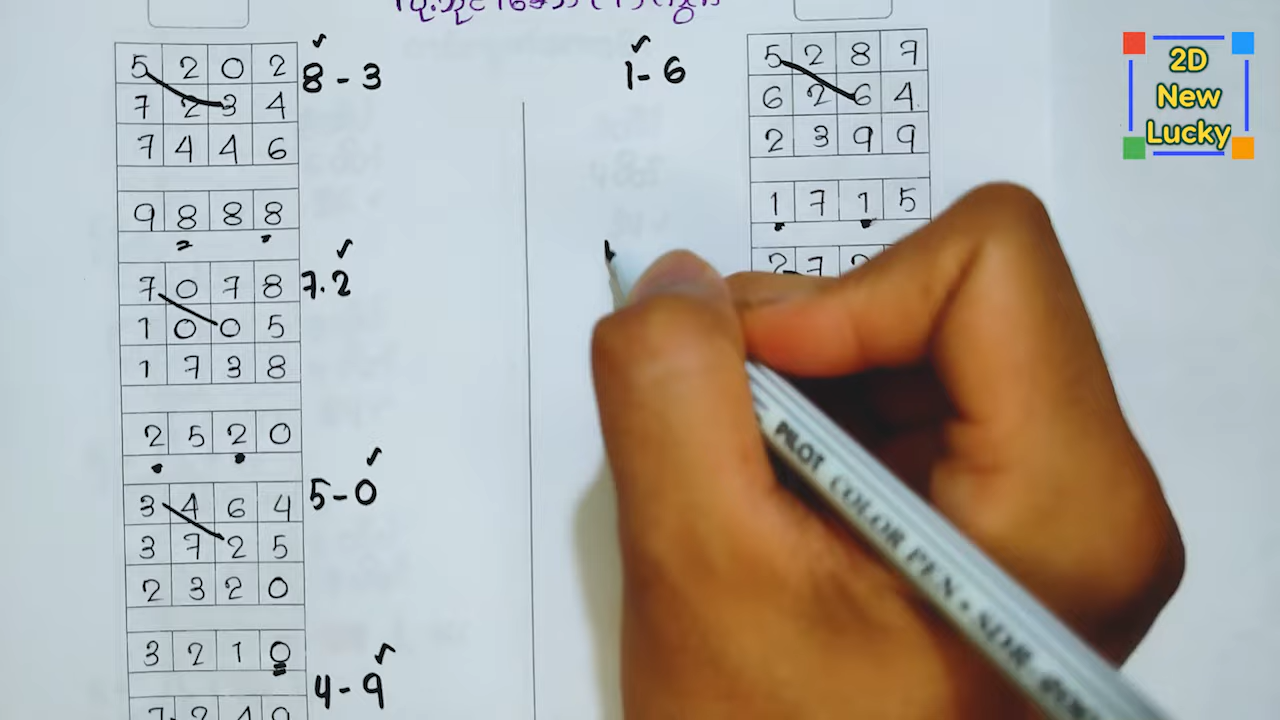 5 2 0 2
7 2 3 4
7 4 4 6
8 - 3
9 8 8 8
7 0 7 8
1 0 0 5
1 7 3 8
7.2
2 5 2 0
3 4 6 4
3 7 2 5
2 3 2 0
5 - 0
3 2 1 0
4 - 9
1 - 6
5 2 8 7
6 2 6 4
2 3 9 9
1 7 1 5
2 7
PILOT COLOR PEN • SDR
2D
New
Lucky